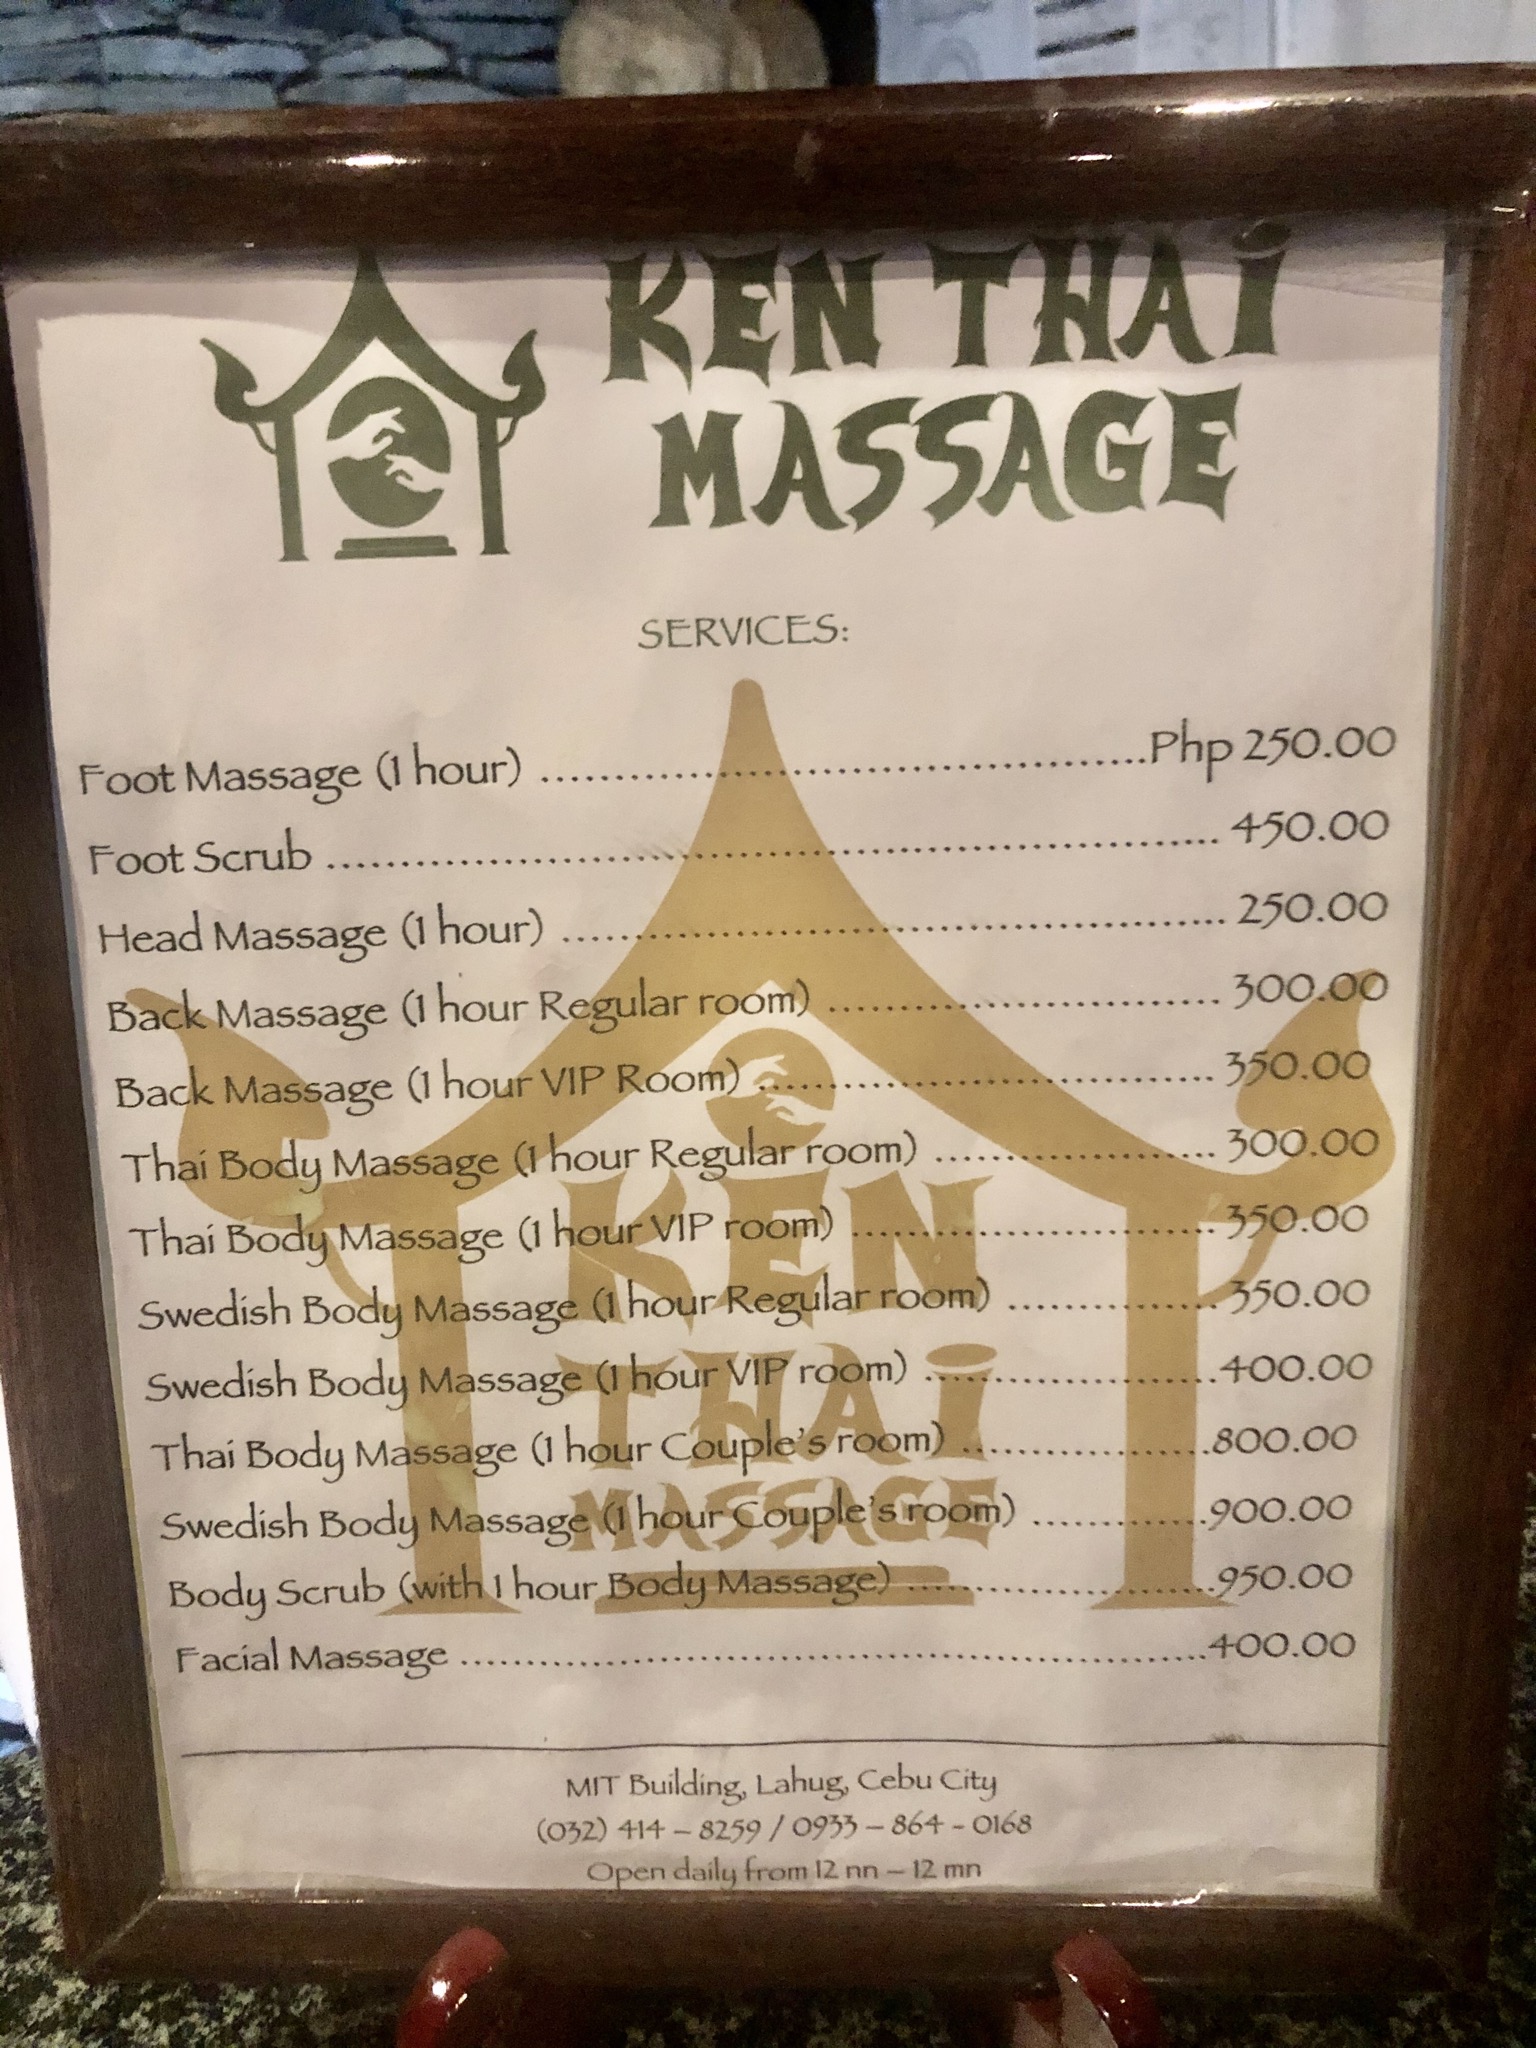 KEN THAI
MASSAGE
SERVICES:
Foot Massage (1 hour) ................................................Php 250.00
Foot Scrub ........................................................................ 450.00
Head Massage (1 hour) ...................................................... 250.00
Back Massage (1 hour Regular room) ................................ 300.00
Back Massage (1 hour VIP Room) ..................................... 350.00
Thai Body Massage (1 hour Regular room) ....................... 300.00
Thai Body Massage (1 hour VIP room) ..............................350.00
Swedish Body Massage (1 hour Regular room) .................350.00
Swedish Body Massage (1 hour VIP room) ........................400.00
Thai Body Massage (1 hour Couple's room) .....................800.00
Swedish Body Massage (1 hour Couple's room) ...............900.00
Body Scrub (with 1 hour Body Massage) ..........................950.00
Facial Massage .................................................................400.00
KEN
THAI
MASSAGE
MIT Building, Lahug, Cebu City
(032) 414 – 8259 / 0933 – 864 - 0168
Open daily from 12 nn – 12 mn